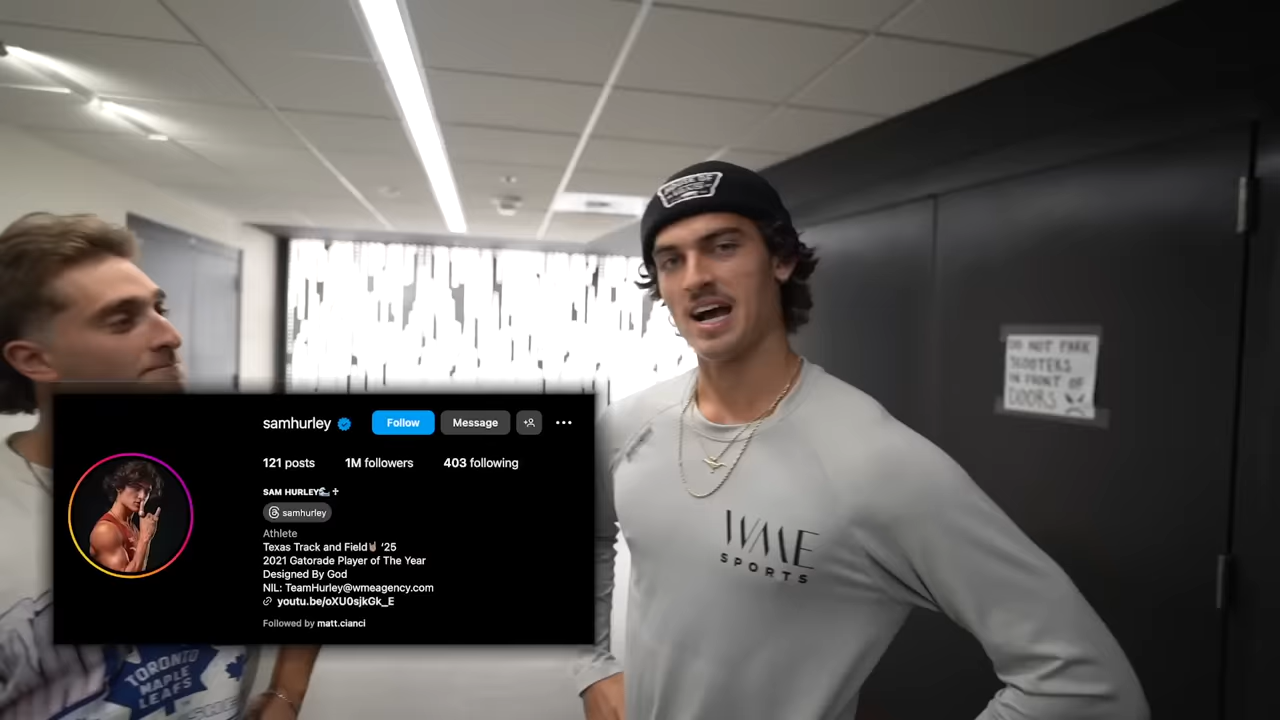 DO NOT PARK
SCOOTERS
IN FRONT OF
DOORS
samhurley
Follow
Message
121 posts 1M followers 403 following
SAM HURLEY🌊 ✝
samhurley
Athlete
Texas Track and Field🤘🏼 '25
2021 Gatorade Player of The Year
Designed By God
NIL: TeamHurley@wmeagency.com
youtu.be/oXU0sjkGk_E
Followed by matt.cianci
WME
SPORTS
TORONTO
MAPLE
LEAFS